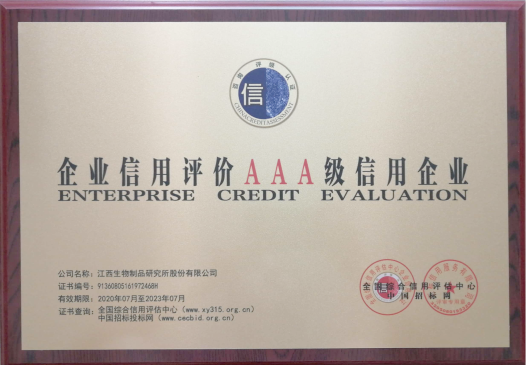 信
CHINACREDITASSESSMENT
企业信用评价AAA级信用企业
ENTERPRISE CREDIT EVALUATION
公司名称：江西生物制品研究所股份有限公司
证书编号：91360805161972468H
有效期限：2020年07月至2023年07月
证书查询：全国综合信用评估中心（www.xy315.org.cn）
中国招标投标网（www.cecbid.org.cn）
全国综合信用评估中心
中国招标网